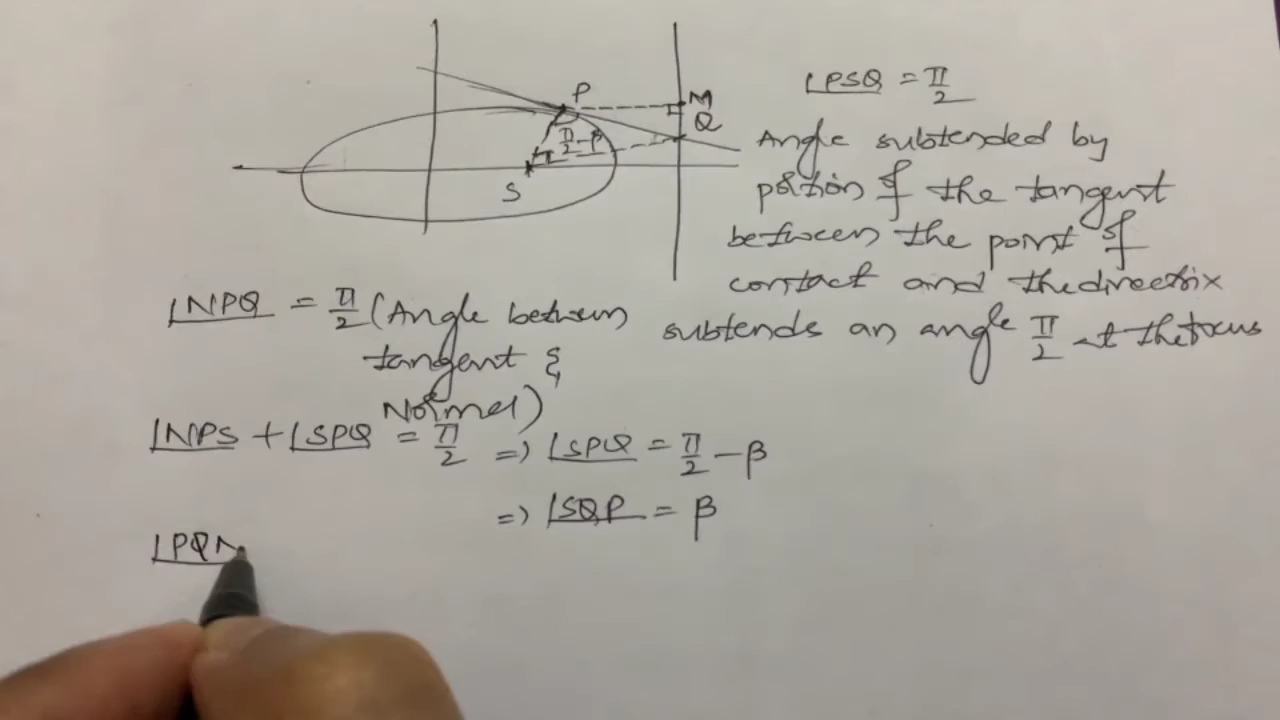 P
M
Q
π/2 - β
S
∠PSQ = π/2
Angle subtended by
portion of the tangent
between the point of
contact and the directrix
subtends an angle π/2 at the focus
∠NPQ = π/2 (Angle between
tangent &
Normal)
∠NPS + ∠SPQ = π/2 => ∠SPQ = π/2 - β
=> ∠SQP = β
∠PQ